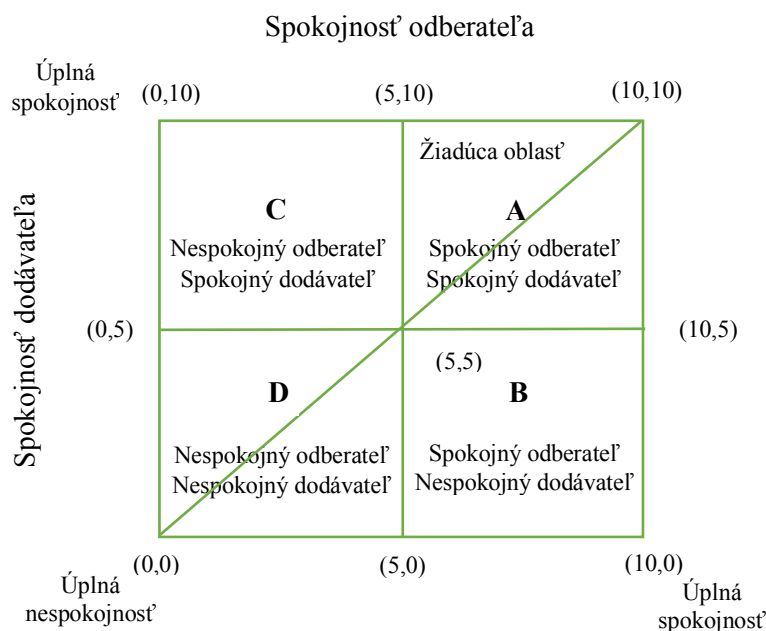 Spokojnosť odberateľa
Úplná
spokojnosť
(0,10)
(5,10)
(10,10)
Žiadúca oblasť
C
A
Nespokojný odberateľ
Spokojný dodávateľ
Spokojný odberateľ
Spokojný dodávateľ
Spokojnosť dodávateľa
(0,5)
(10,5)
(5,5)
D
B
Nespokojný odberateľ
Nespokojný dodávateľ
Spokojný odberateľ
Nespokojný dodávateľ
(0,0)
(5,0)
(10,0)
Úplná
nespokojnosť
Úplná
spokojnosť